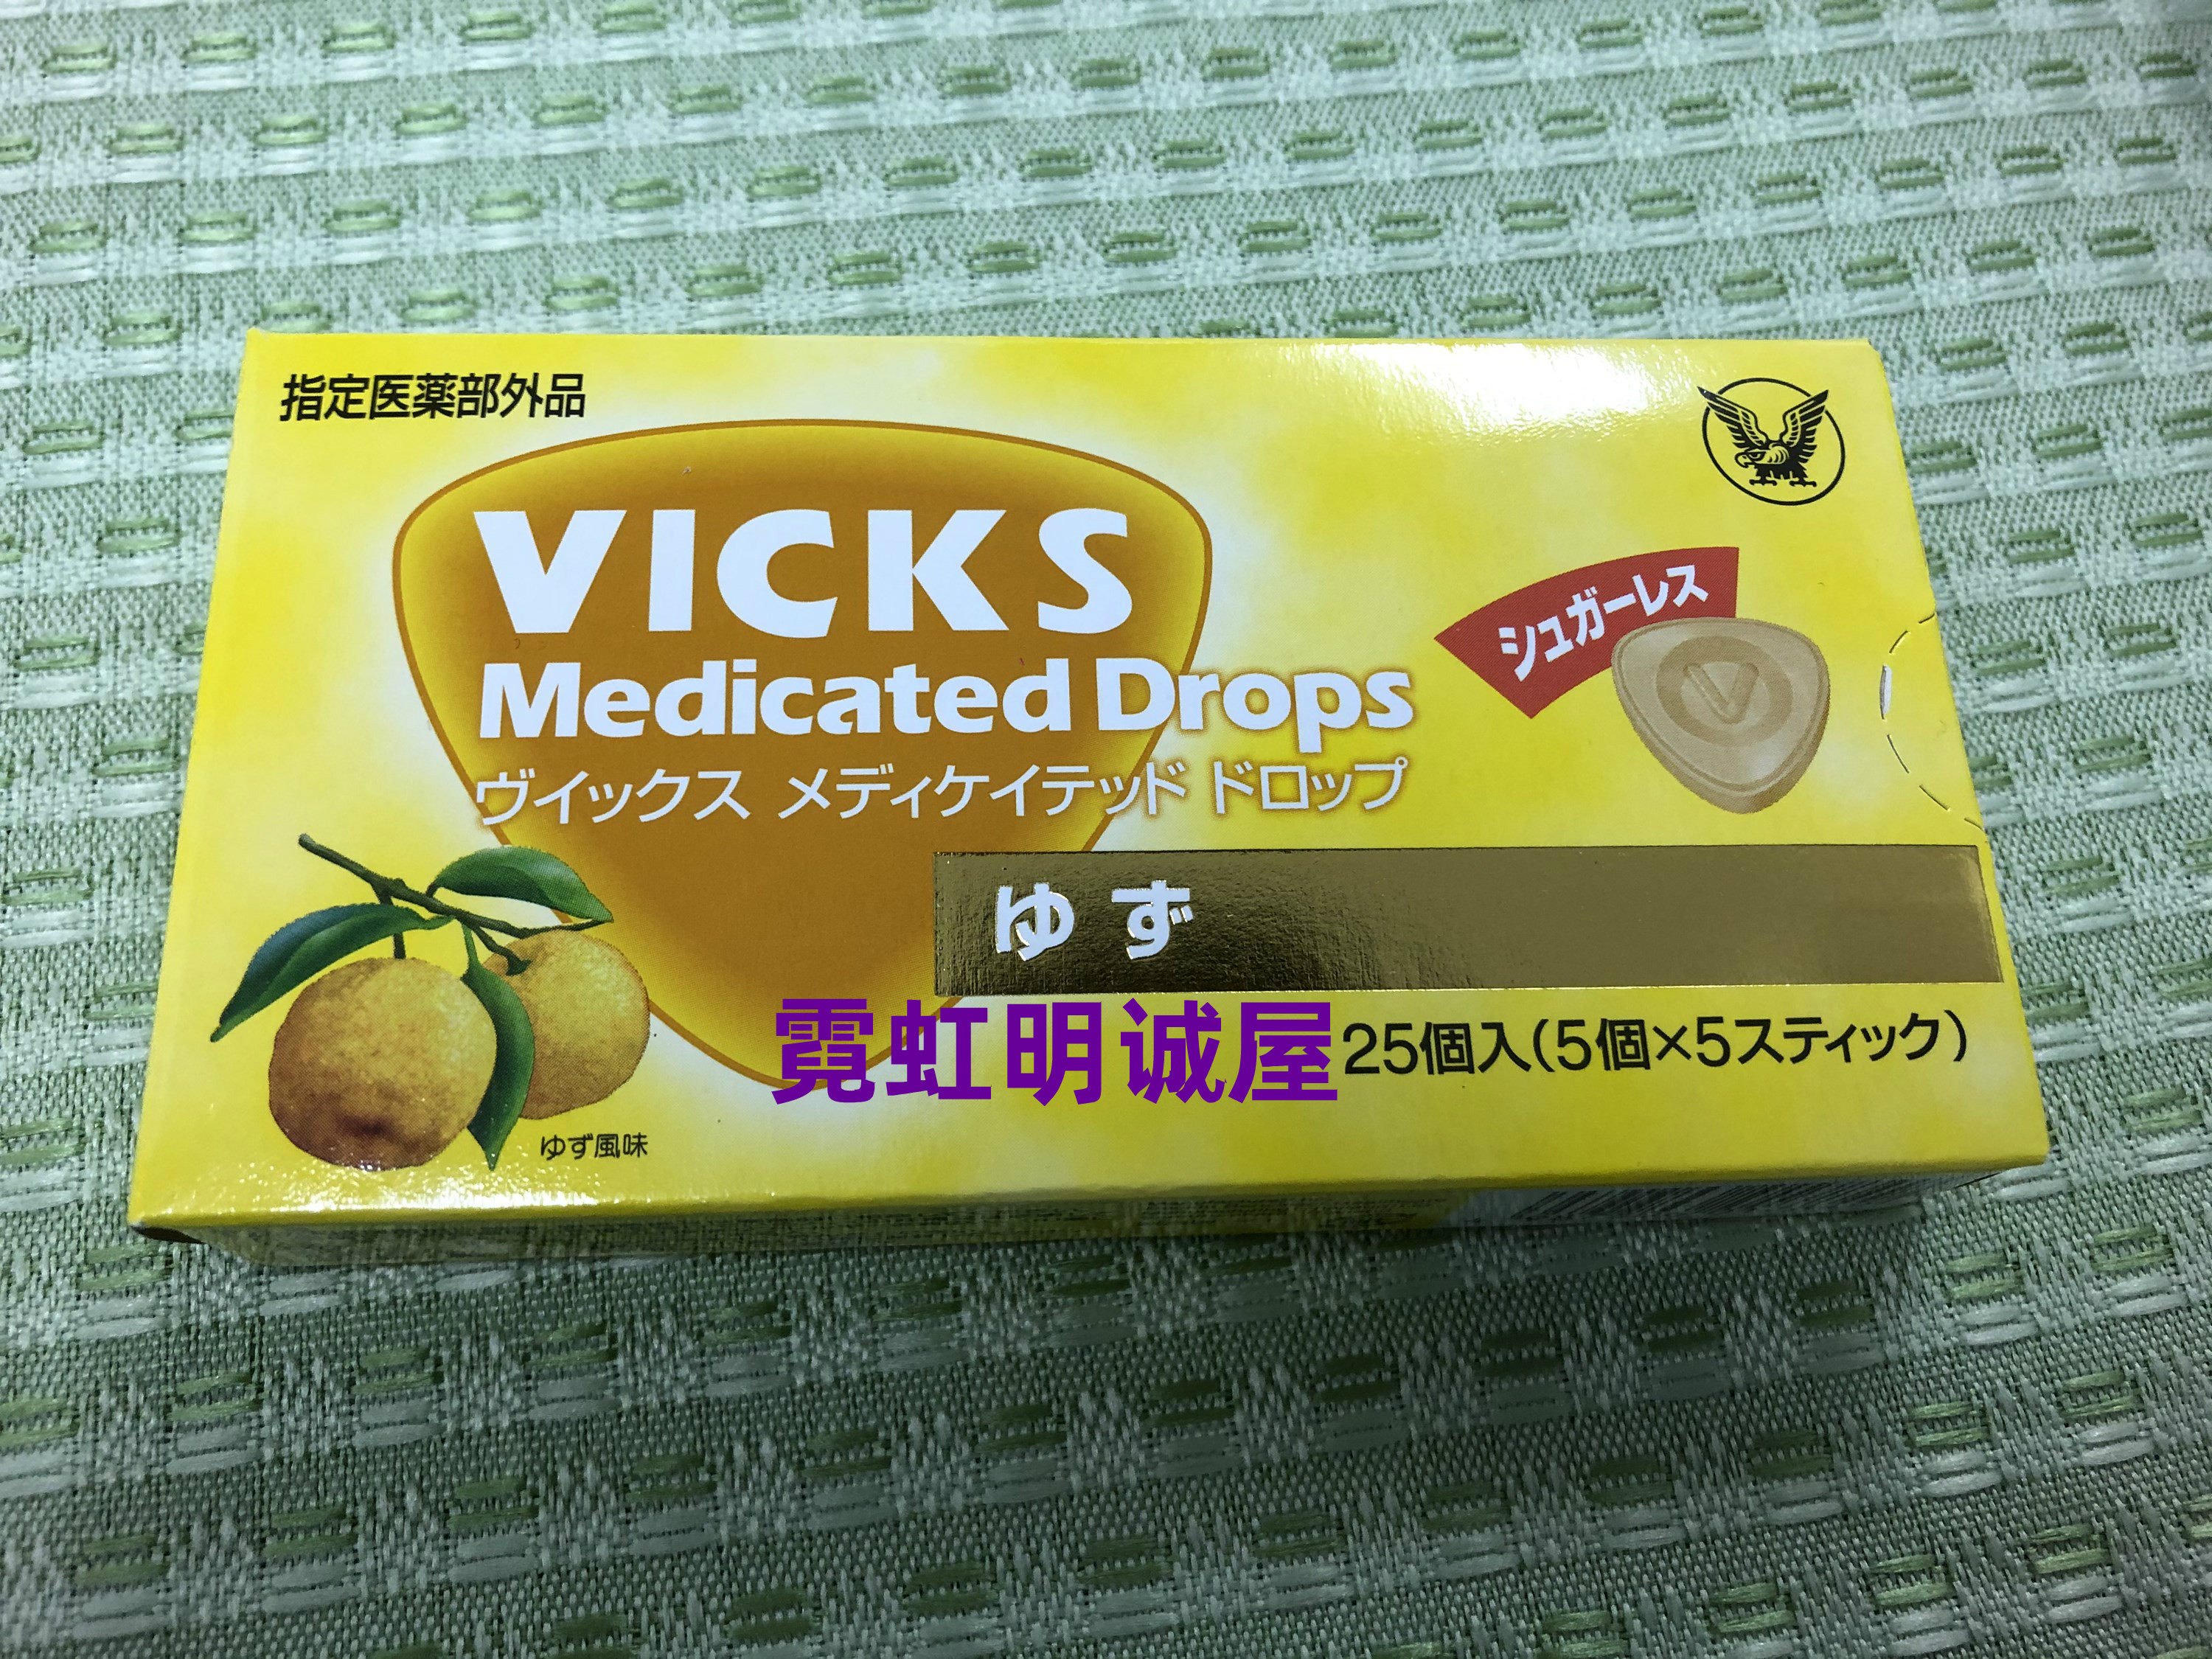 指定医薬部外品
VICKS
Medicated Drops
ヴイックス メディケイテッド ドロップ
シュガーレス
V
ゆず
霓虹明诚屋
25個入(5個×5スティック)
ゆず風味